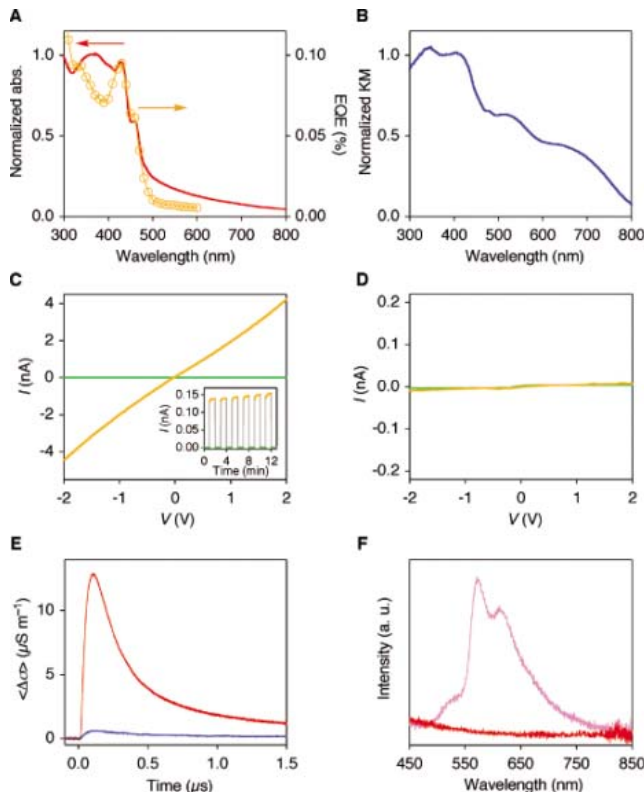 A
Normalized abs.
1.0
0.5
0.0
0.10
0.05
0.00
EQE (%)
300 400 500 600 700 800
Wavelength (nm)
B
Normalized KM
1.0
0.5
0.0
300 400 500 600 700 800
Wavelength (nm)
C
I (nA)
4
2
0
-2
-4
-2 -1 0 1 2
V (V)
I (nA)
0.15
0.10
0.05
0.00
0 4 8 12
Time (min)
D
I (nA)
0.2
0.1
0.0
-0.1
-0.2
-2 -1 0 1 2
V (V)
E
<Δσ> (μS m⁻¹)
10
5
0
0.0 0.5 1.0 1.5
Time (μs)
F
Intensity (a. u.)
450 550 650 750 850
Wavelength (nm)